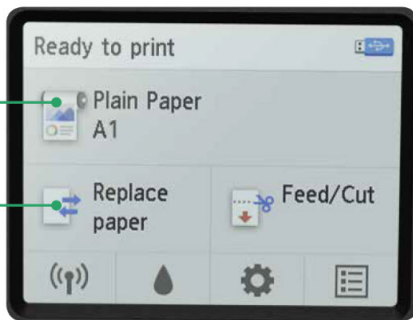 Ready to print
Plain Paper
A1
Replace
paper
Feed/Cut